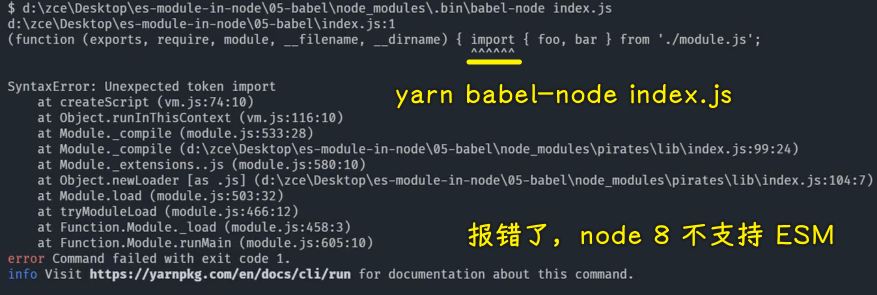 $ d:\zce\Desktop\es-module-in-node\05-babel\node_modules\.bin\babel-node index.js
d:\zce\Desktop\es-module-in-node\05-babel\index.js:1
(function (exports, require, module, __filename, __dirname) { import { foo, bar } from './module.js';
^^^^^^
SyntaxError: Unexpected token import
yarn babel-node index.js
at createScript (vm.js:74:10)
at Object.runInThisContext (vm.js:116:10)
at Module._compile (module.js:533:28)
at Module._compile (d:\zce\Desktop\es-module-in-node\05-babel\node_modules\pirates\lib\index.js:99:24)
at Module._extensions..js (module.js:580:10)
at Object.newLoader [as .js] (d:\zce\Desktop\es-module-in-node\05-babel\node_modules\pirates\lib\index.js:104:7)
at Module.load (module.js:503:32)
at tryModuleLoad (module.js:466:12)
at Function.Module._load (module.js:458:3)
at Function.Module.runMain (module.js:605:10)
报错了，node 8 不支持 ESM
error Command failed with exit code 1.
info Visit https://yarnpkg.com/en/docs/cli/run for documentation about this command.